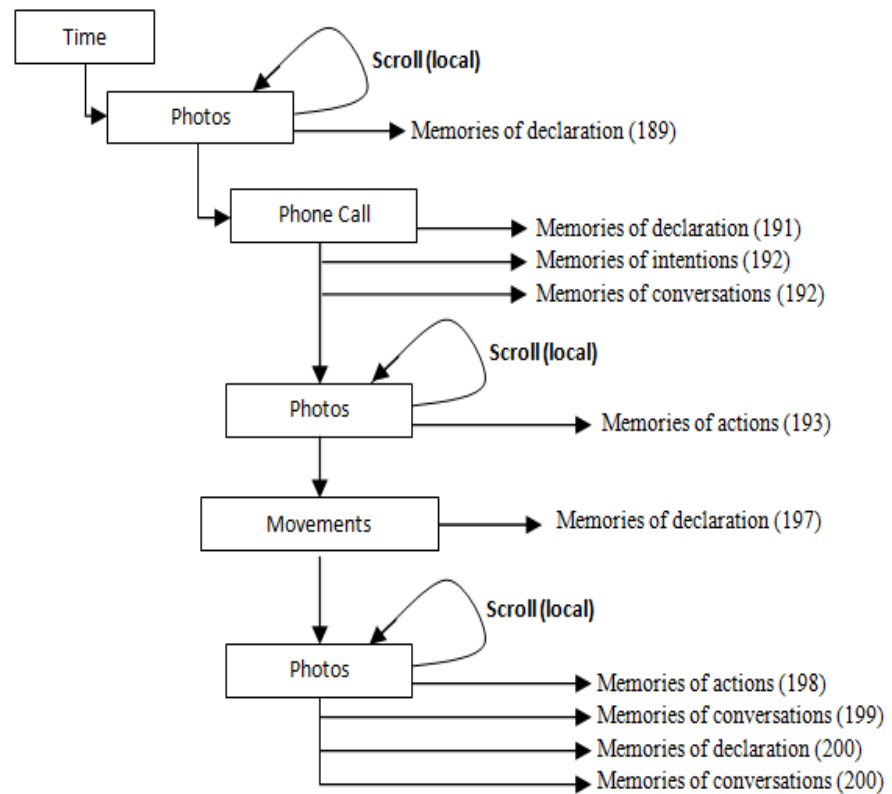 Time
Scroll (local)
Photos
Memories of declaration (189)
Phone Call
Memories of declaration (191)
Memories of intentions (192)
Memories of conversations (192)
Scroll (local)
Photos
Memories of actions (193)
Movements
Memories of declaration (197)
Scroll (local)
Photos
Memories of actions (198)
Memories of conversations (199)
Memories of declaration (200)
Memories of conversations (200)